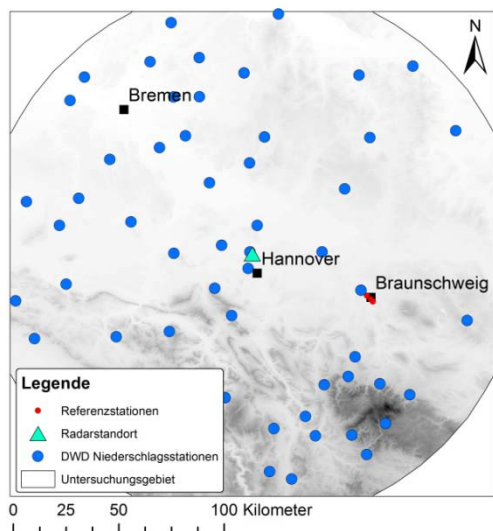 N
Bremen
Hannover
Braunschweig
Legende
Referenzstationen
Radarstandort
DWD Niederschlagsstationen
Untersuchungsgebiet
0 25 50 100 Kilometer